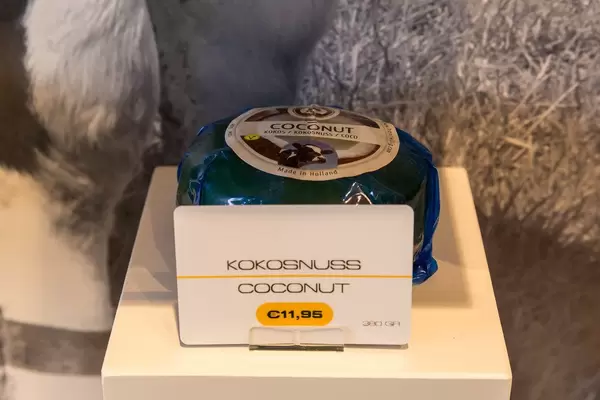 COCONUT
KOKOS / KOKOSNUSS / COCO
Made in Holland
KOKOSNUSS
COCONUT
€11,95
380 GR